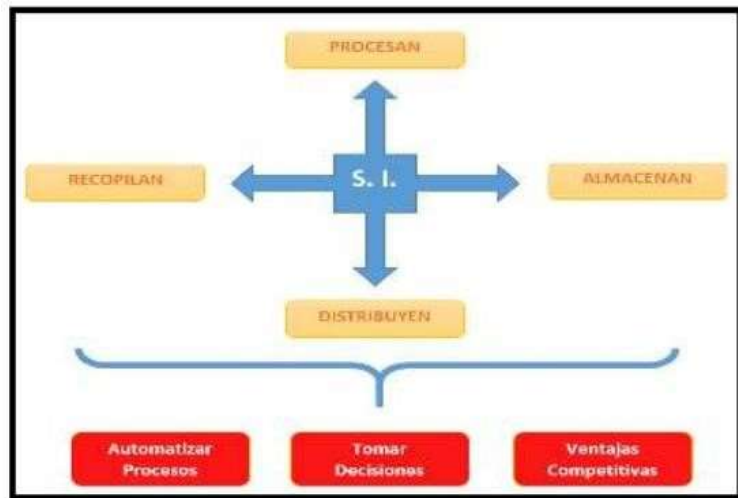 PROCESAN
RECOPILAN
S. I.
ALMACENAN
DISTRIBUYEN
Automatizar
Procesos
Tomar
Decisiones
Ventajas
Competitivas